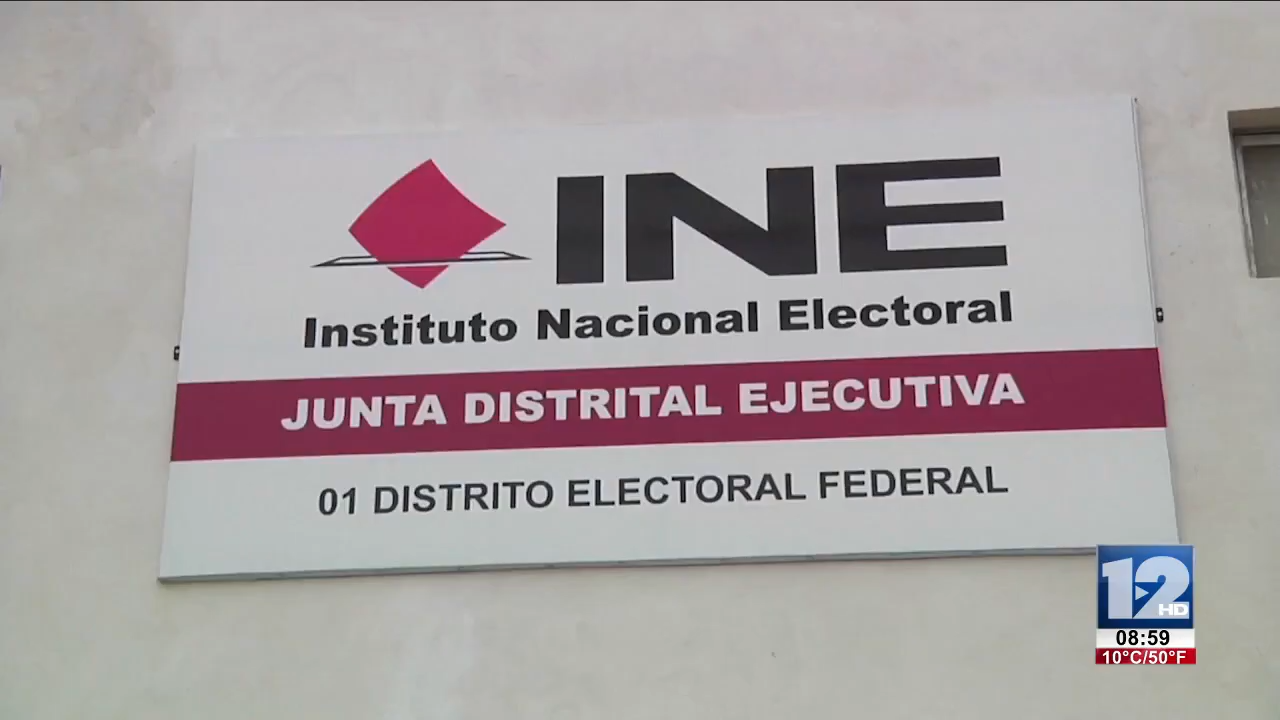 INE
Instituto Nacional Electoral
JUNTA DISTRITAL EJECUTIVA
01 DISTRITO ELECTORAL FEDERAL
12
HD
08:59
10°C/50°F